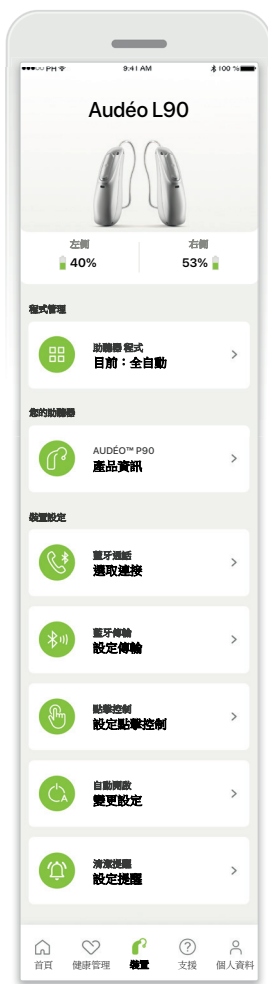 PH 9:41 AM 100 %
Audéo L90
左側 右側
40% 53%
程式管理
助聽器 程式
目前：全自動
您的助聽器
AUDÉO™ P90
產品資訊
裝置設定
藍牙通話
選取連接
藍牙傳輸
設定傳輸
點擊控制
設定點擊控制
自動開啟
變更設定
清潔提醒
設定提醒
首頁 健康管理 裝置 支援 個人資料